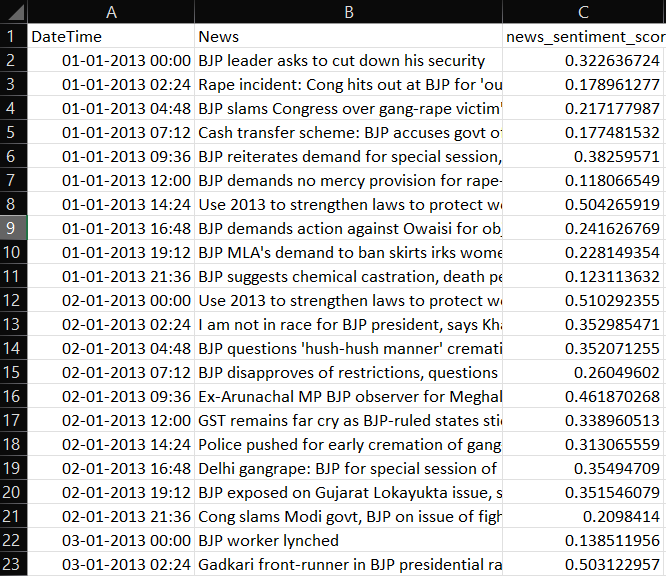 A B C
1 DateTime News news_sentiment_scor
2 01-01-2013 00:00 BJP leader asks to cut down his security 0.322636724
3 01-01-2013 02:24 Rape incident: Cong hits out at BJP for 'ou 0.178961277
4 01-01-2013 04:48 BJP slams Congress over gang-rape victim' 0.217177987
5 01-01-2013 07:12 Cash transfer scheme: BJP accuses govt o 0.177481532
6 01-01-2013 09:36 BJP reiterates demand for special session, 0.38259571
7 01-01-2013 12:00 BJP demands no mercy provision for rape- 0.118066549
8 01-01-2013 14:24 Use 2013 to strengthen laws to protect w 0.504265919
9 01-01-2013 16:48 BJP demands action against Owaisi for ob 0.241626769
10 01-01-2013 19:12 BJP MLA's demand to ban skirts irks wome 0.228149354
11 01-01-2013 21:36 BJP suggests chemical castration, death pe 0.123113632
12 02-01-2013 00:00 Use 2013 to strengthen laws to protect w 0.510292355
13 02-01-2013 02:24 I am not in race for BJP president, says Kh 0.352985471
14 02-01-2013 04:48 BJP questions 'hush-hush manner' cremati 0.352071255
15 02-01-2013 07:12 BJP disapproves of restrictions, questions 0.26049602
16 02-01-2013 09:36 Ex-Arunachal MP BJP observer for Meghal 0.461870268
17 02-01-2013 12:00 GST remains far cry as BJP-ruled states sti 0.338960513
18 02-01-2013 14:24 Police pushed for early cremation of gang 0.313065559
19 02-01-2013 16:48 Delhi gangrape: BJP for special session of 0.35494709
20 02-01-2013 19:12 BJP exposed on Gujarat Lokayukta issue, s 0.351546079
21 02-01-2013 21:36 Cong slams Modi govt, BJP on issue of figh 0.2098414
22 03-01-2013 00:00 BJP worker lynched 0.138511956
23 03-01-2013 02:24 Gadkari front-runner in BJP presidential ra 0.503122957